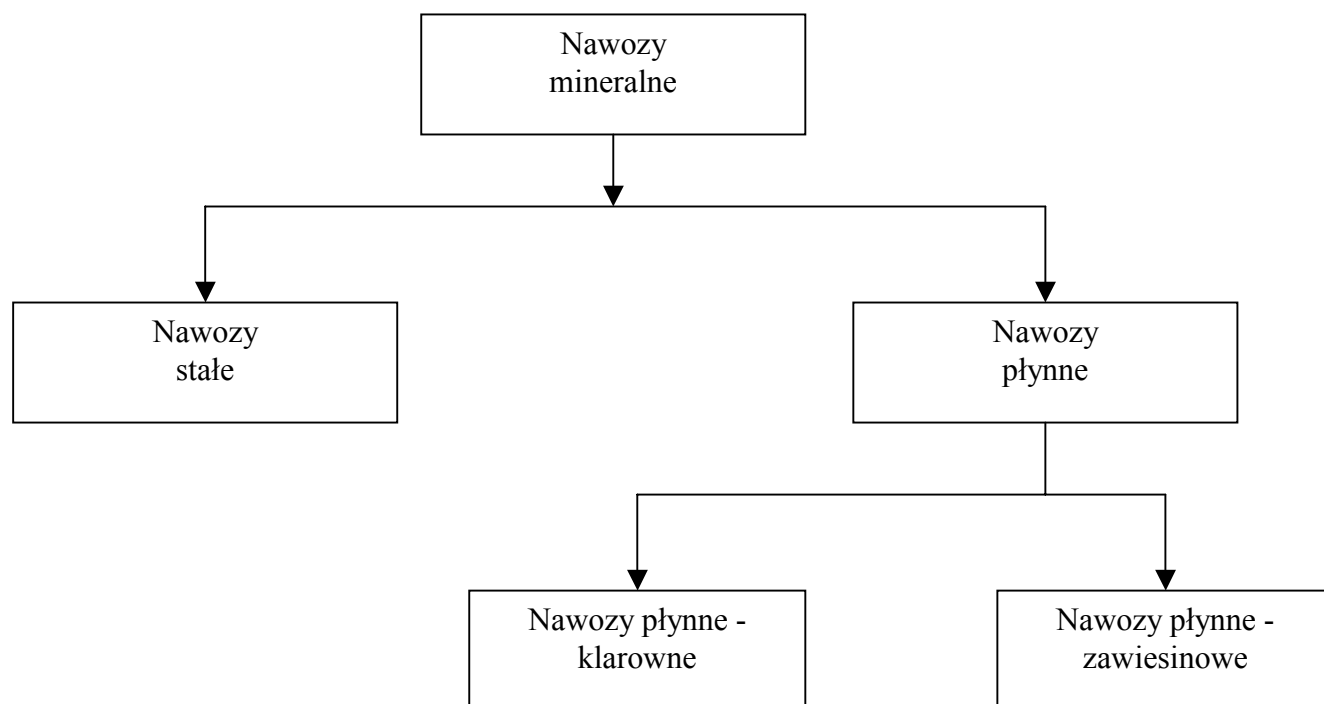 Nawozy
mineralne
Nawozy
stałe
Nawozy
płynne
Nawozy płynne -
klarowne
Nawozy płynne -
zawiesinowe